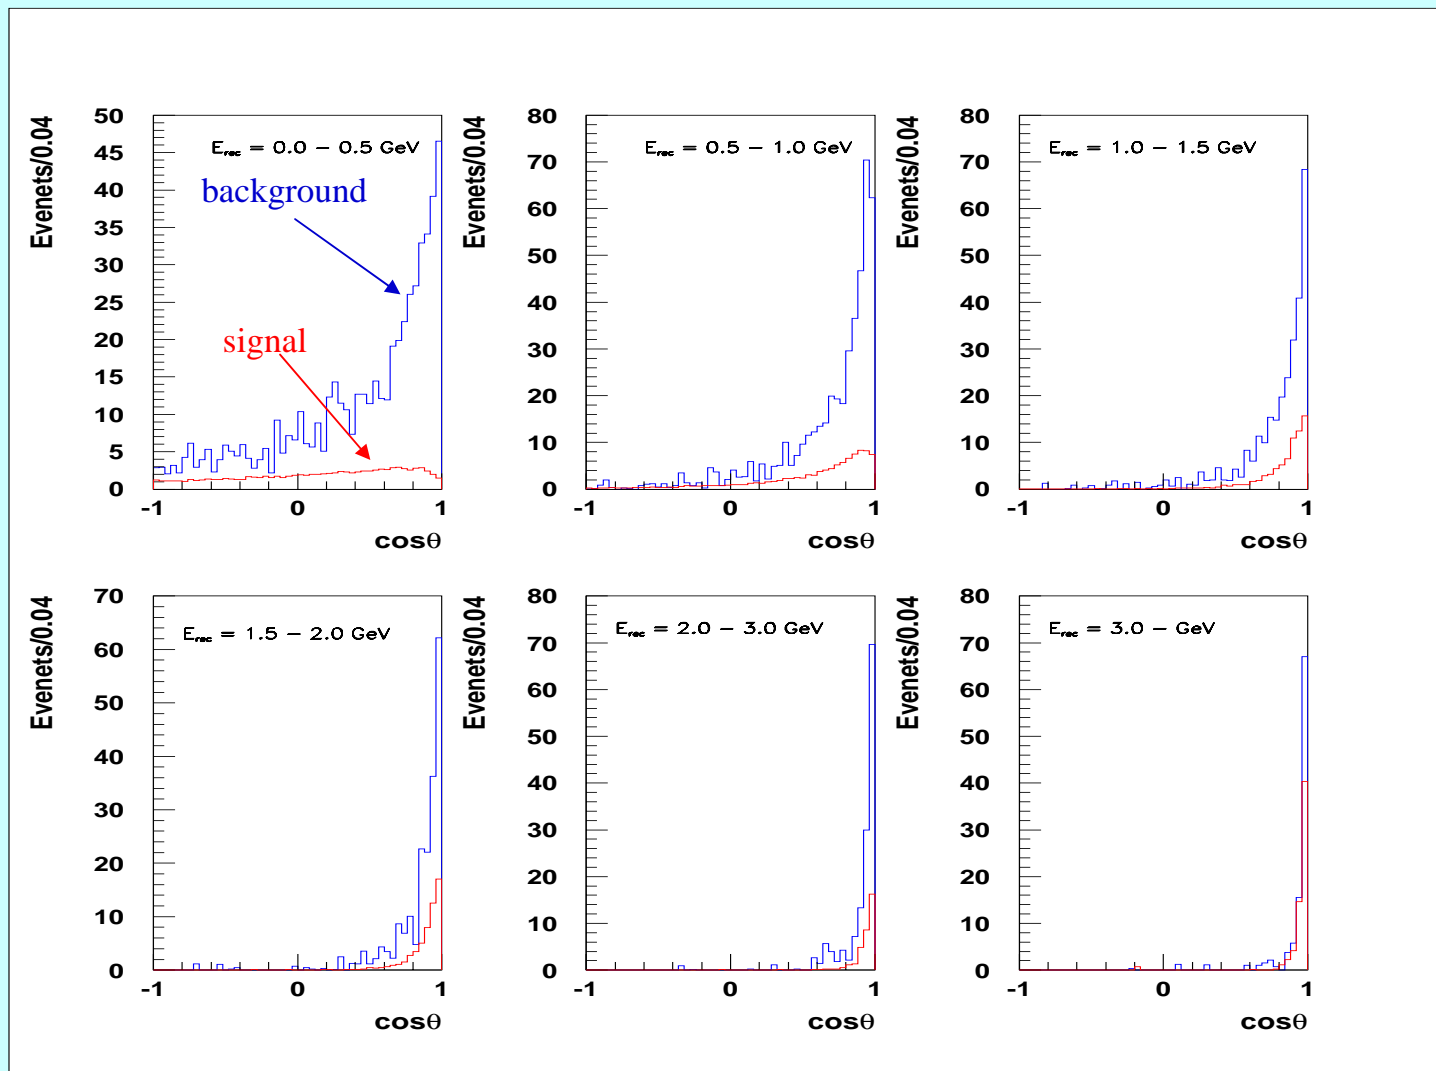 Evenets/0.04
50
45
40
35
30
25
20
15
10
5
0
E_rec = 0.0 – 0.5 GeV
background
signal
-1 0 1
cosθ
Evenets/0.04
80
70
60
50
40
30
20
10
0
E_rec = 0.5 – 1.0 GeV
-1 0 1
cosθ
Evenets/0.04
80
70
60
50
40
30
20
10
0
E_rec = 1.0 – 1.5 GeV
-1 0 1
cosθ
Evenets/0.04
70
60
50
40
30
20
10
0
E_rec = 1.5 – 2.0 GeV
-1 0 1
cosθ
Evenets/0.04
80
70
60
50
40
30
20
10
0
E_rec = 2.0 – 3.0 GeV
-1 0 1
cosθ
Evenets/0.04
80
70
60
50
40
30
20
10
0
E_rec = 3.0 – GeV
-1 0 1
cosθ